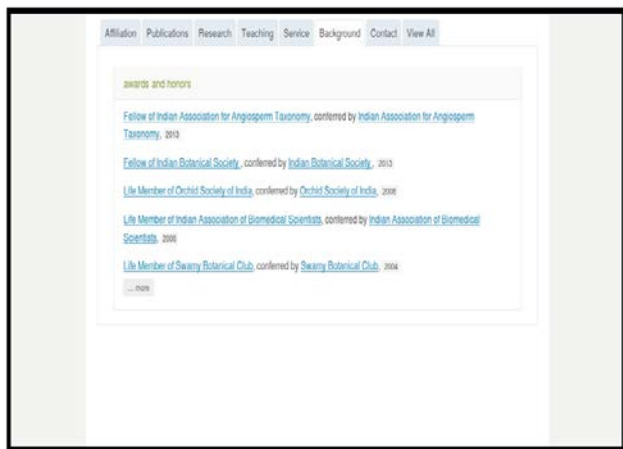 Affiliation Publications Research Teaching Service Background Contact View All
awards and honors
Fellow of Indian Association for Angiosperm Taxonomy, conferred by Indian Association for Angiosperm
Taxonomy, 2013
Fellow of Indian Botanical Society , conferred by Indian Botanical Society , 2013
Life Member of Orchid Society of India, conferred by Orchid Society of India, 2006
Life Member of Indian Association of Biomedical Scientists, conferred by Indian Association of Biomedical
Scientists,
Life Member of Swamy Botanical Club, conferred by Swamy Botanical Club, 2004
... more